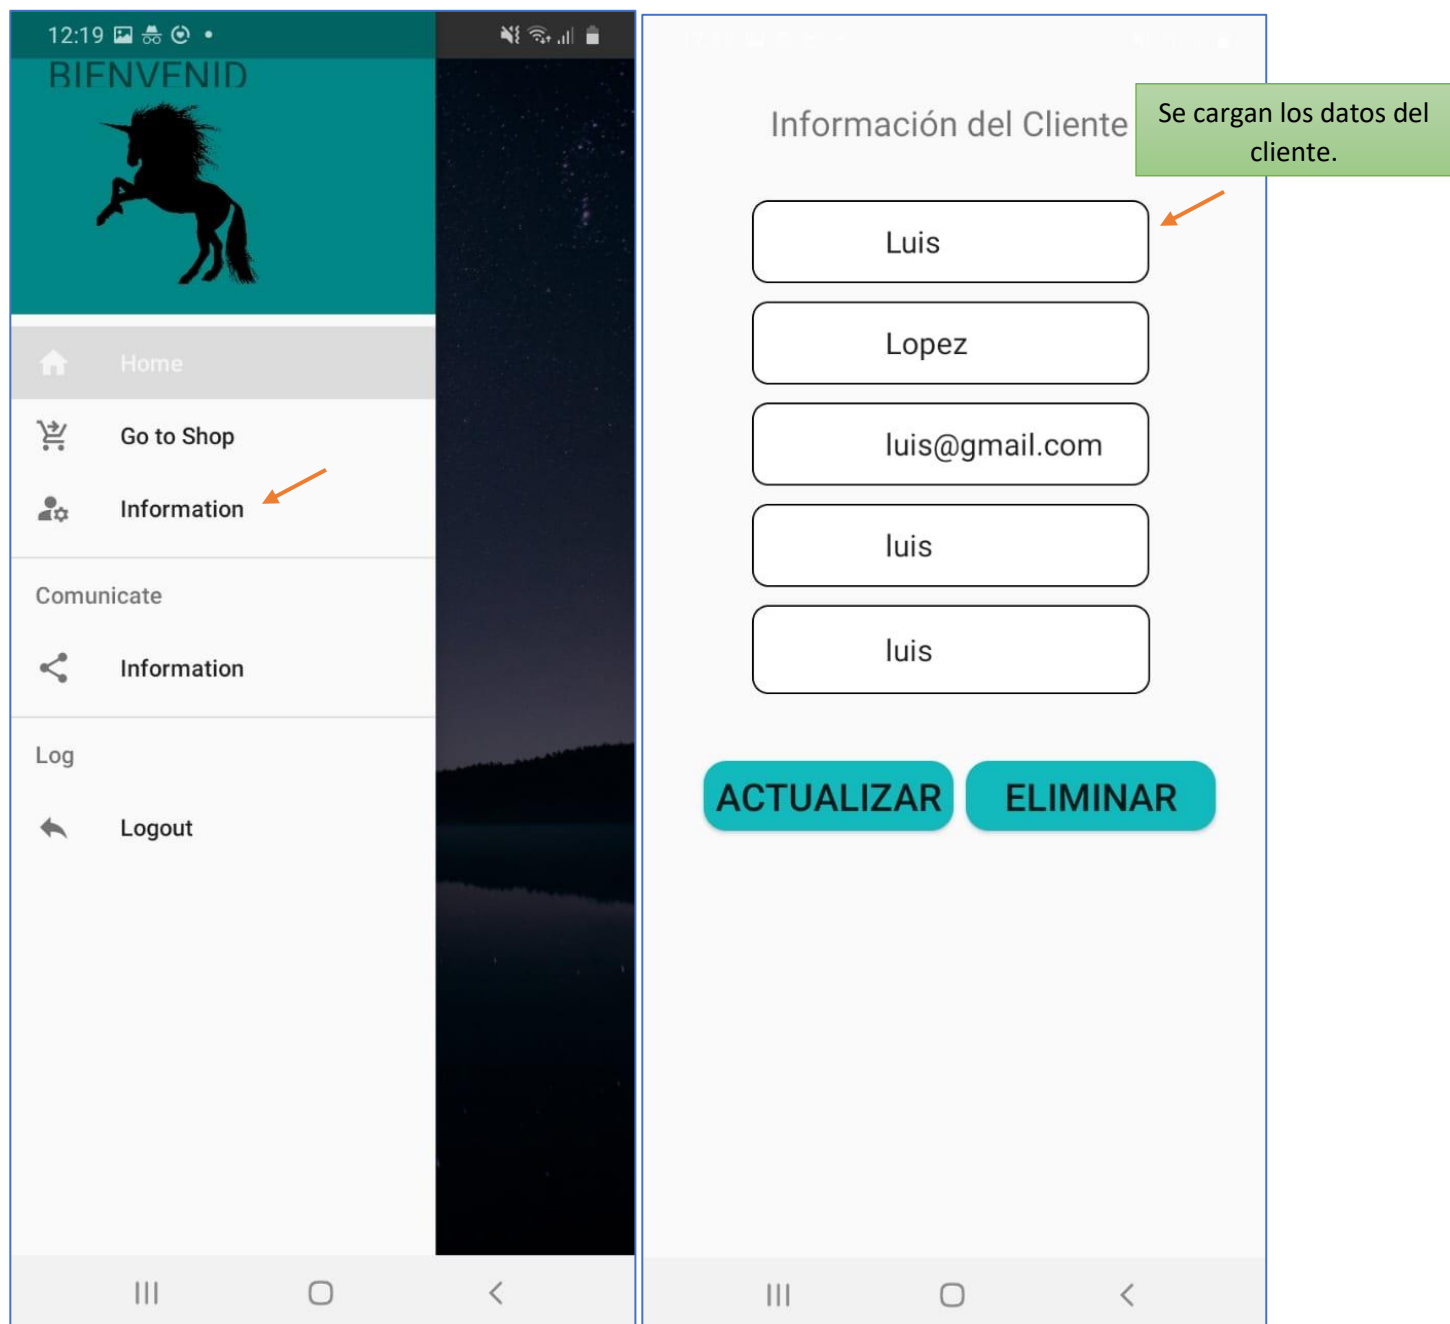 12:19
BIENVENID
Home
Go to Shop
Information
Comunicate
Information
Log
Logout
Información del Cliente
Se cargan los datos del
cliente.
Luis
Lopez
luis@gmail.com
luis
luis
ACTUALIZAR
ELIMINAR